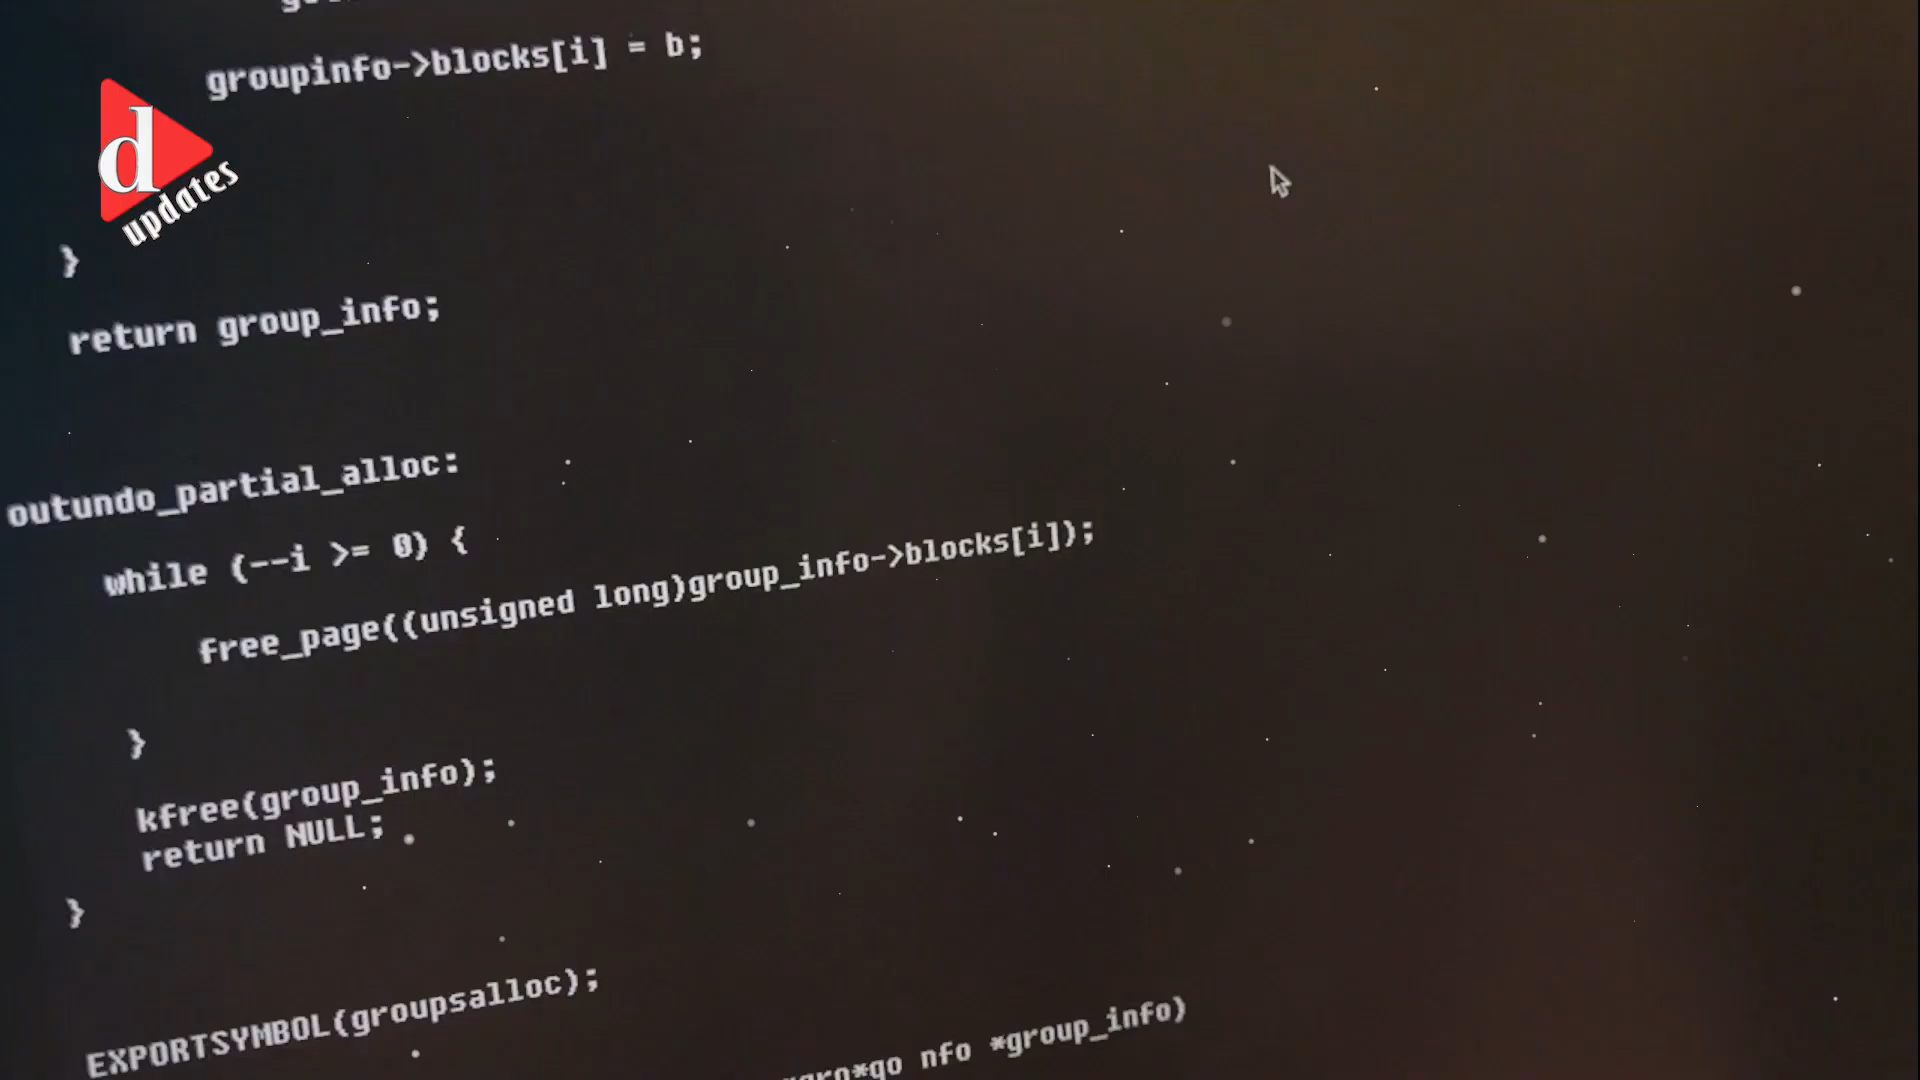 groupinfo->blocks[i] = b;
d
updates
}
return group_info;
outundo_partial_alloc:
while (--i >= 0) {
free_page((unsigned long)group_info->blocks[i]);
}
kfree(group_info);
return NULL;
}
EXPORTSYMBOL(groupsalloc);
nfo *group_info)